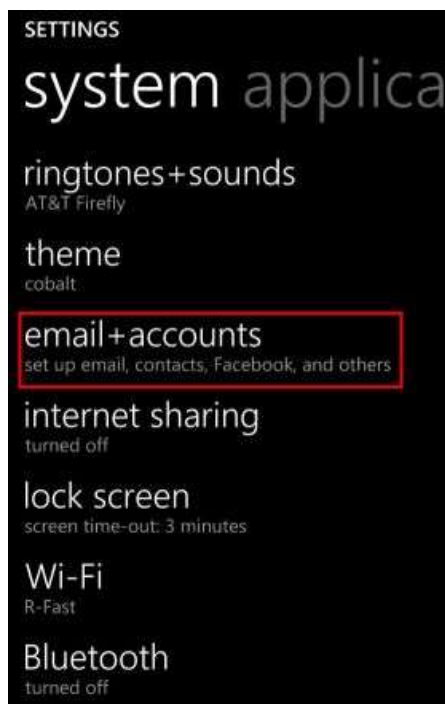 SETTINGS
system applica
ringtones+sounds
AT&T Firefly
theme
cobalt
email+accounts
set up email, contacts, Facebook, and others
internet sharing
turned off
lock screen
screen time-out: 3 minutes
Wi-Fi
R-Fast
Bluetooth
turned off